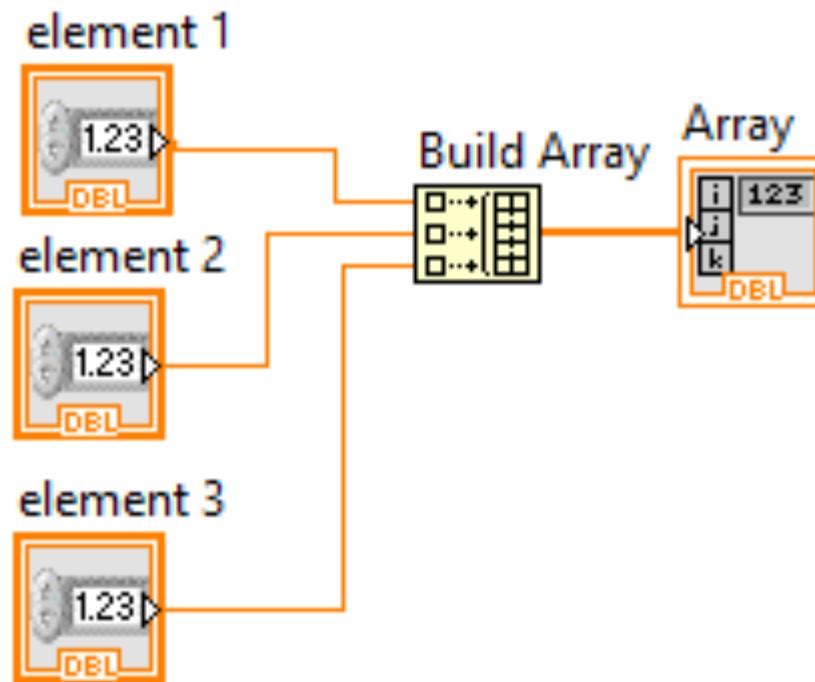 element 1
1.23
DBL
element 2
1.23
DBL
element 3
1.23
DBL
Build Array
Array
i
j
k
123
DBL